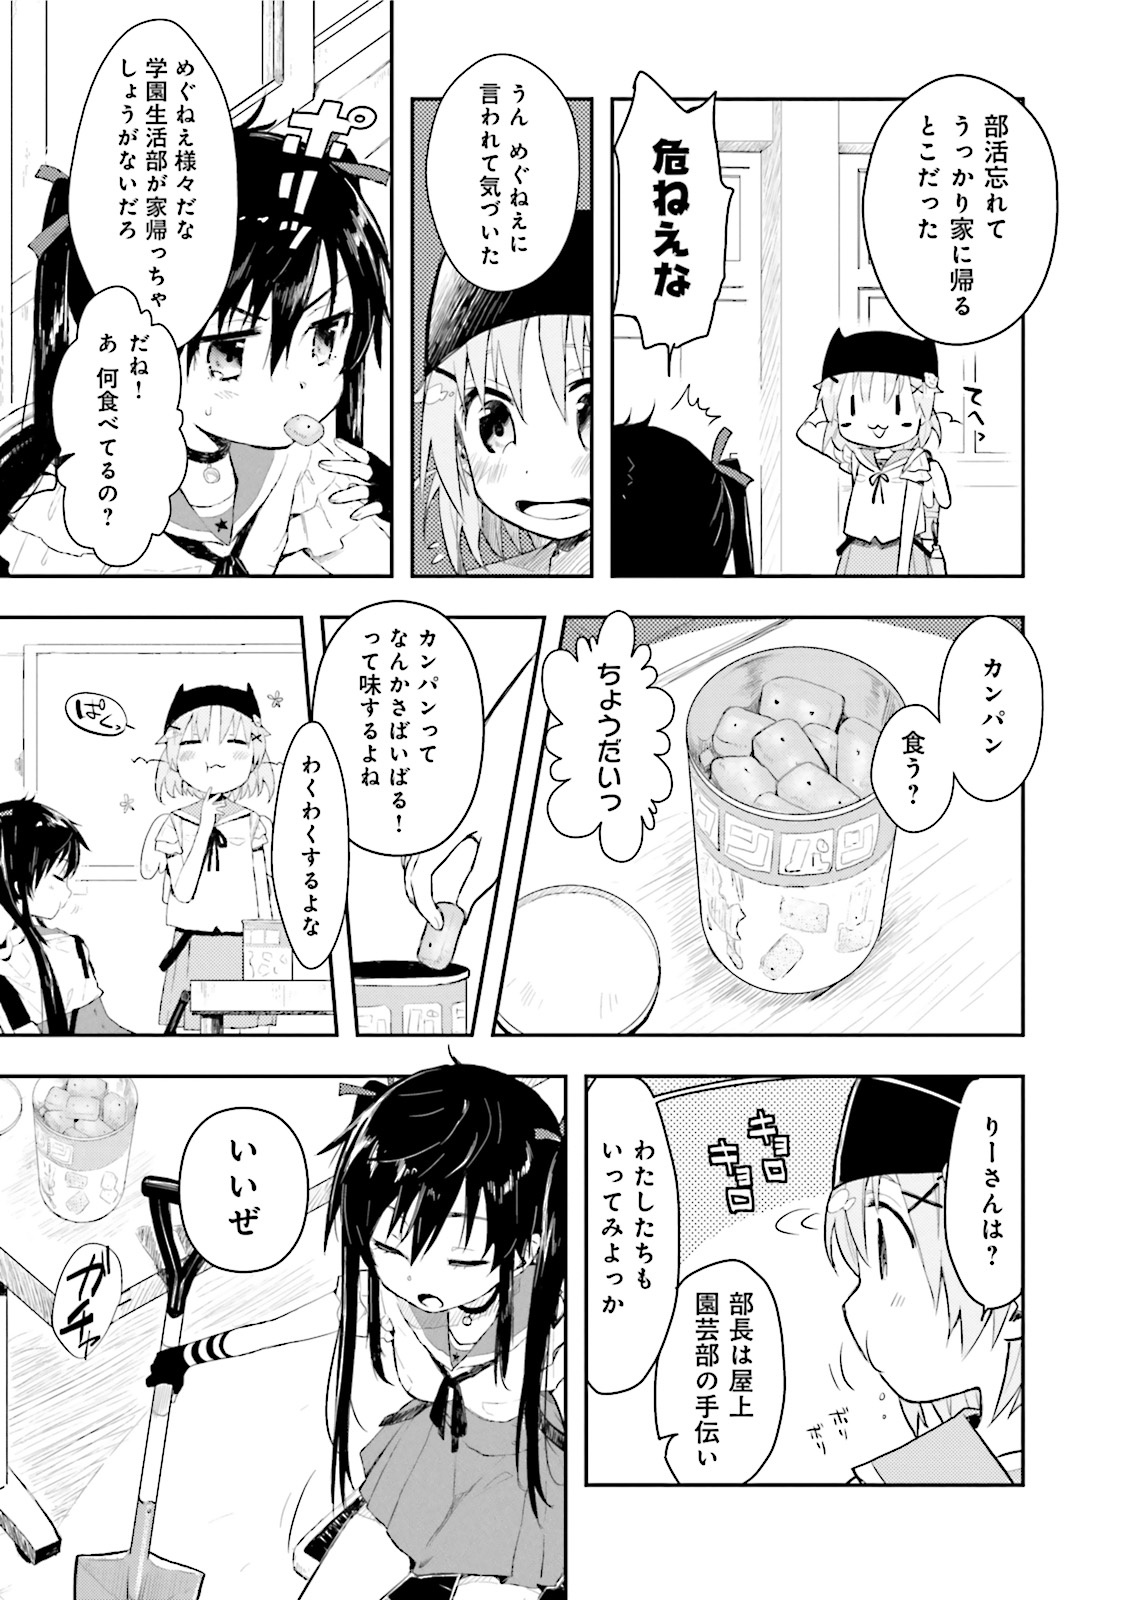 部活忘れて
うっかり家に帰る
とこだった
てへっ
危ねえな
うん めぐねえに
言われて気づいた
めぐねえ様々だな
学園生活部が家帰っちゃ
しょうがないだろ
ポリ
だね!
あ 何食べてるの?
カンパン
食う?
ちょうだいっ
カンパン
カンパンって
なんかさばいばる!
って味するよね
わくわくするよな
ぱくっ
りーさんは?
キョロ
キョロ
ポリ
ポリ
部長は屋上
園芸部の手伝い
わたしたちも
いってみよっか
いいぜ
ガチャ